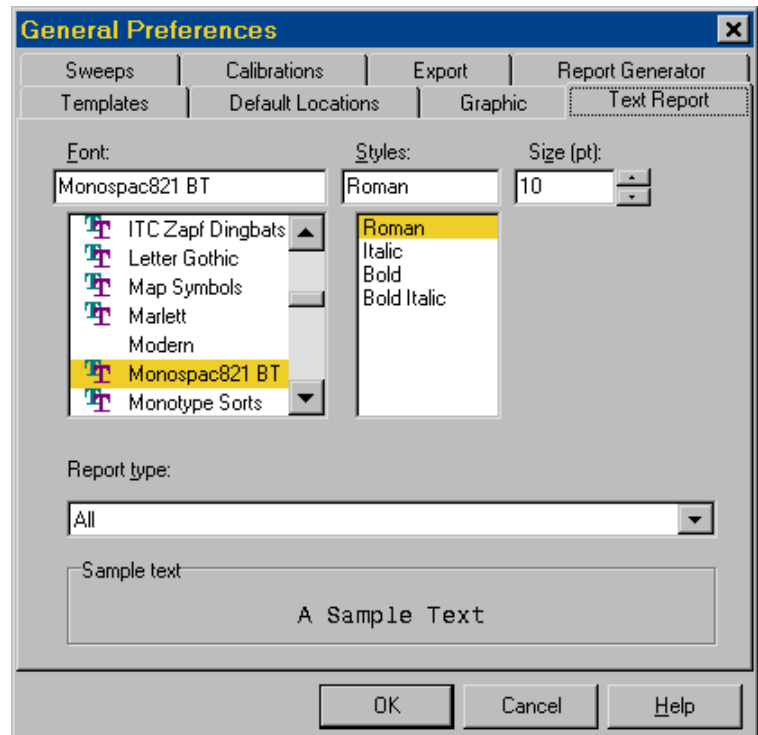 General Preferences
Sweeps Calibrations Export Report Generator
Templates Default Locations Graphic Text Report
Font: Styles: Size (pt):
Monospac821 BT Roman 10
ITC Zapf Dingbats Roman
Letter Gothic Italic
Map Symbols Bold
Marlett Bold Italic
Modern
Monospac821 BT
Monotype Sorts
Report type:
All
Sample text
A Sample Text
OK Cancel Help